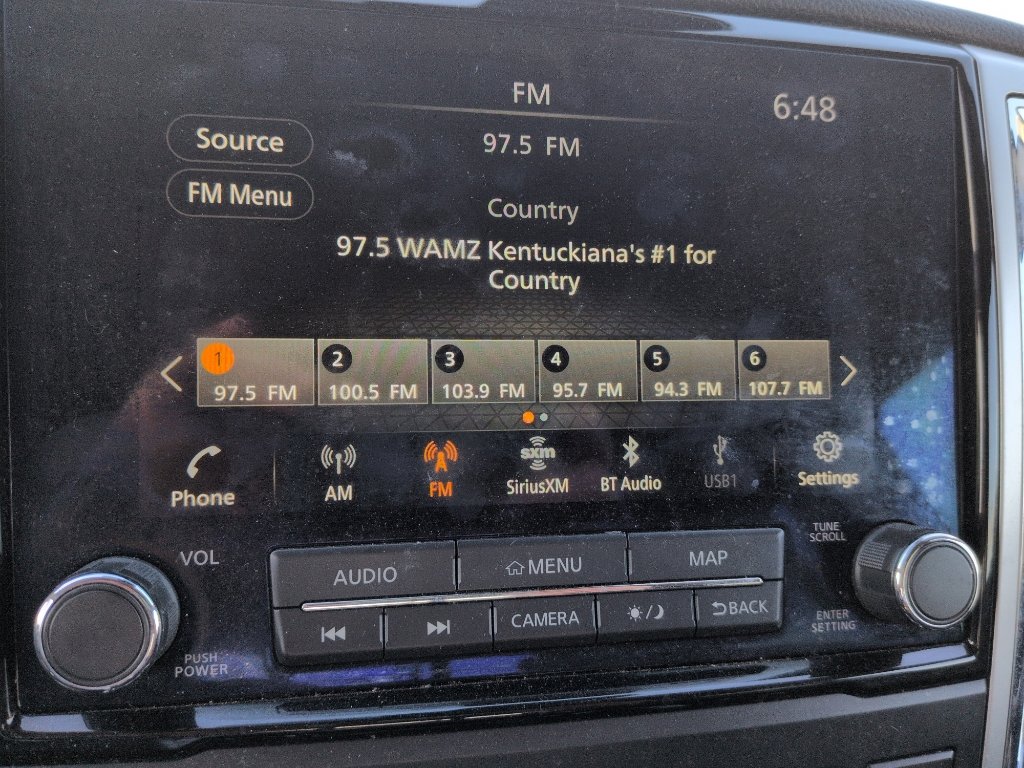 FM
6:48
Source
97.5 FM
FM Menu
Country
97.5 WAMZ Kentuckiana's #1 for
Country
1
2
3
4
5
6
97.5 FM
100.5 FM
103.9 FM
95.7 FM
94.3 FM
107.7 FM
Phone
AM
FM
sxm
SiriusXM
BT Audio
USB1
Settings
VOL
PUSH
POWER
AUDIO
MENU
MAP
CAMERA
BACK
TUNE
SCROLL
ENTER
SETTING